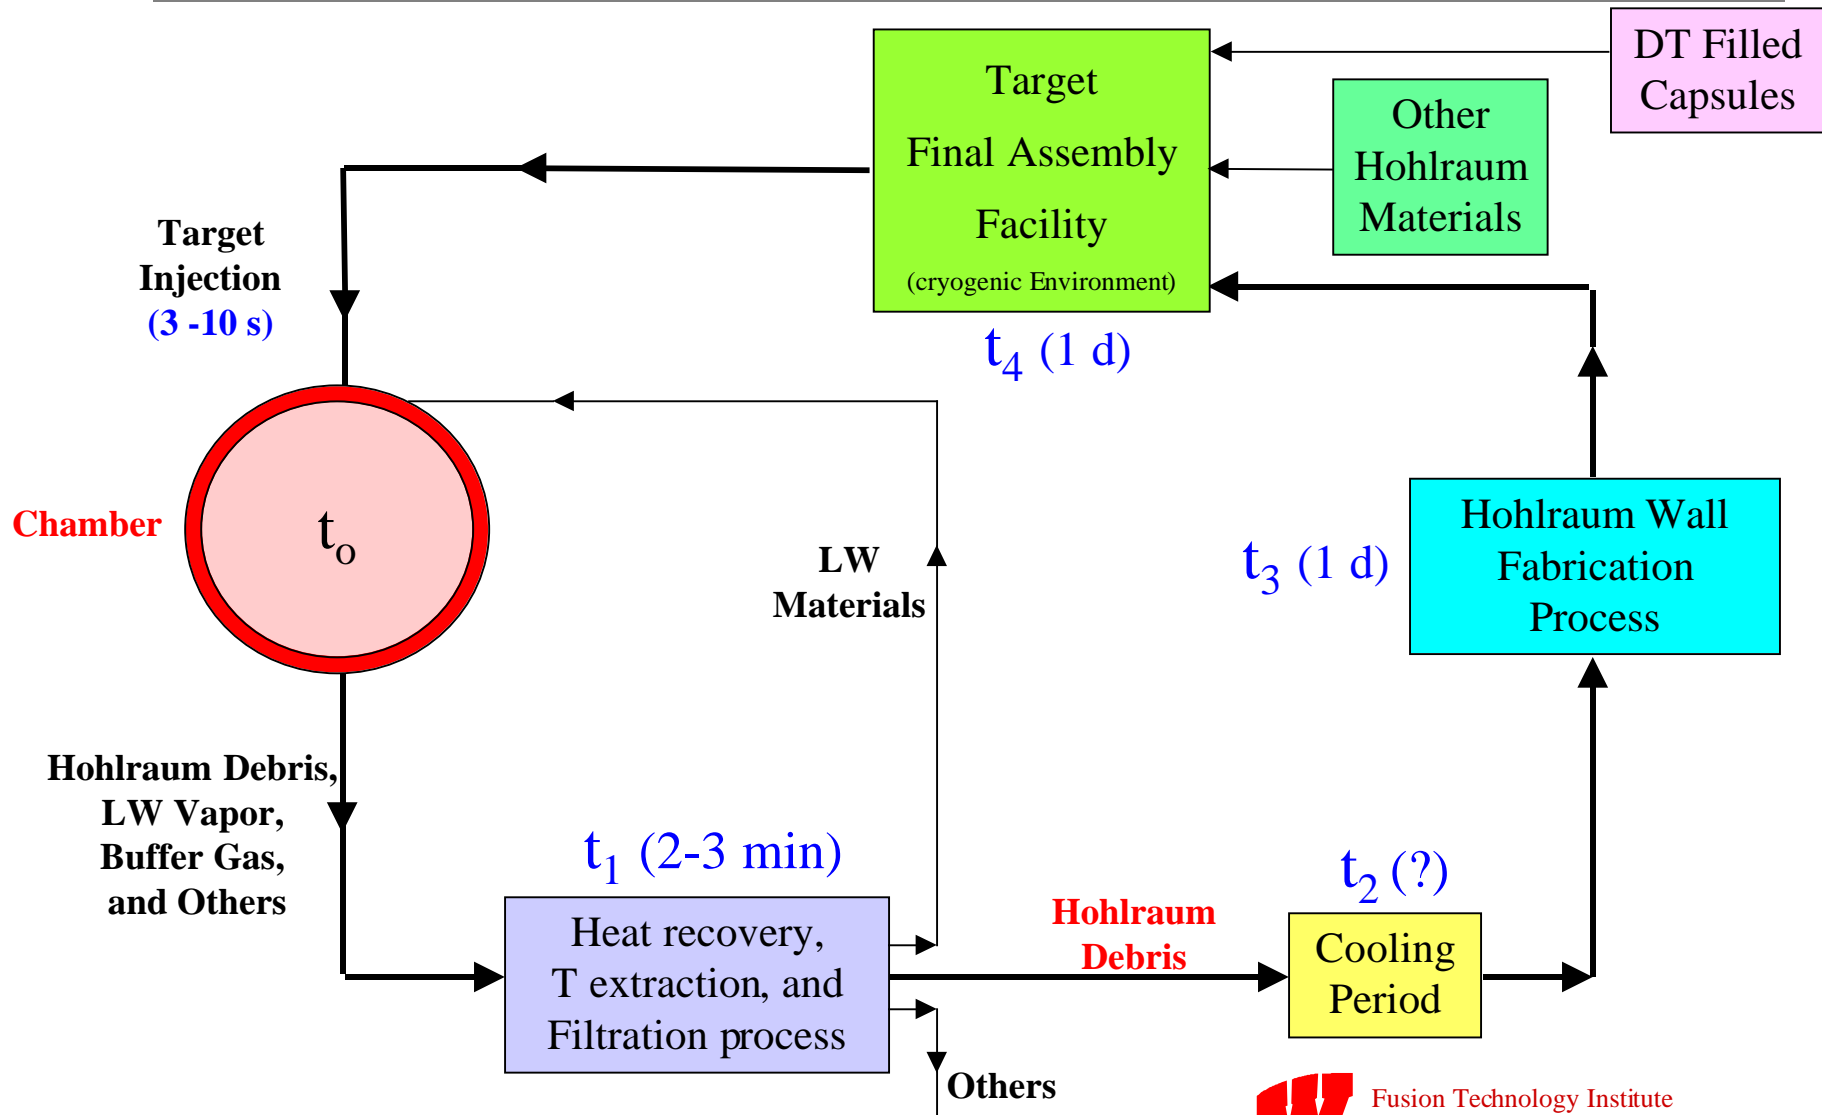 DT Filled
Capsules
Target
Final Assembly
Facility
(cryogenic Environment)
Other
Hohlraum
Materials
Target
Injection
(3 -10 s)
t4 (1 d)
Chamber
to
LW
Materials
t3 (1 d)
Hohlraum Wall
Fabrication
Process
Hohlraum Debris,
LW Vapor,
Buffer Gas,
and Others
t1 (2-3 min)
Heat recovery,
T extraction, and
Filtration process
Hohlraum
Debris
t2 (?)
Cooling
Period
Others
Fusion Technology Institute